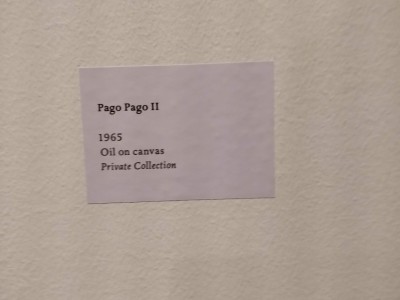 Pago Pago II
1965
Oil on canvas
Private Collection